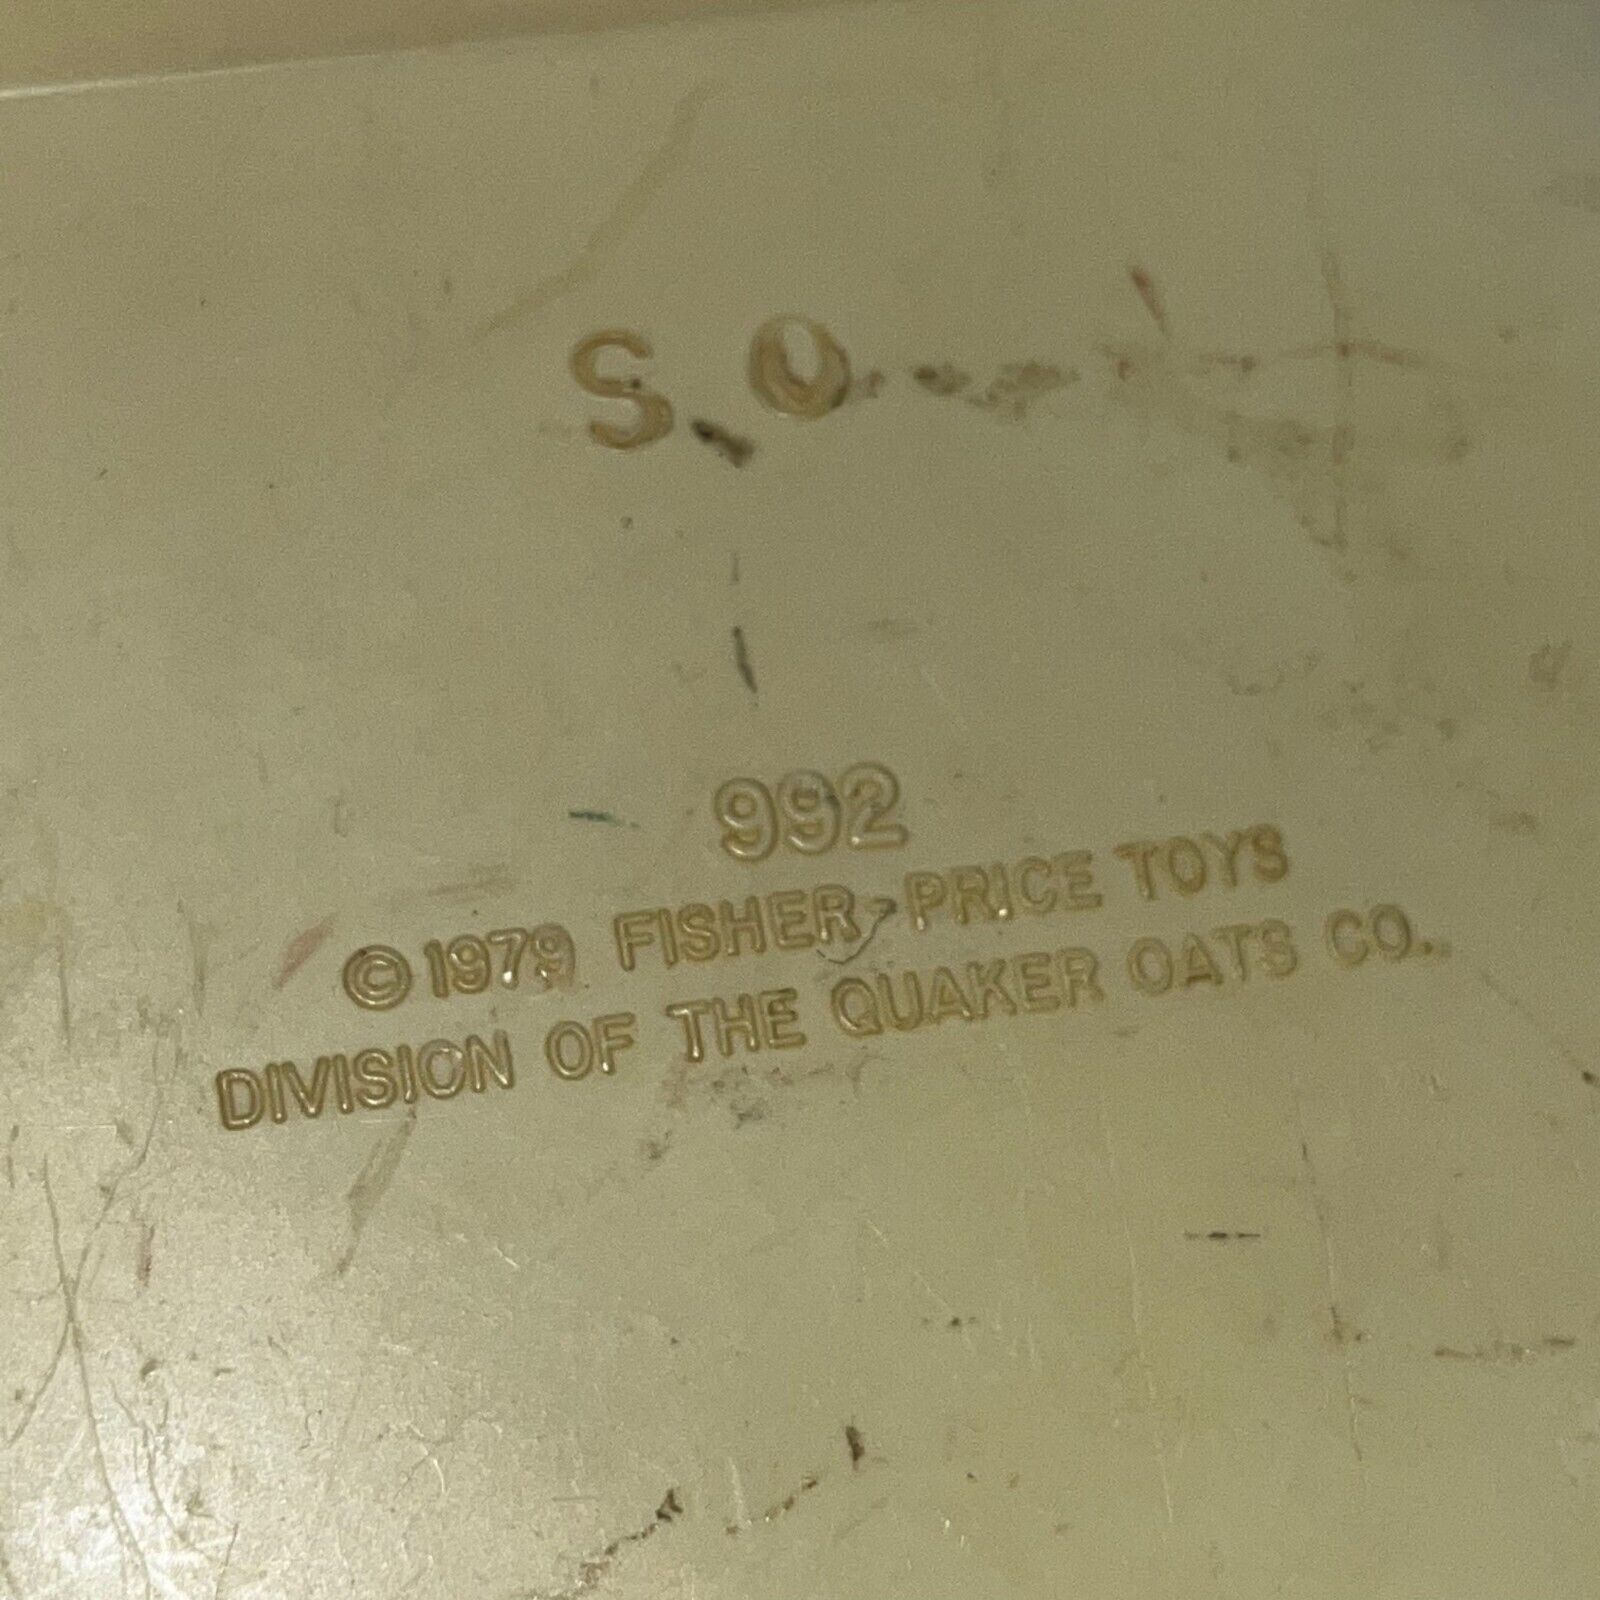 S.O
992
©1979 FISHER-PRICE TOYS
DIVISION OF THE QUAKER OATS CO.